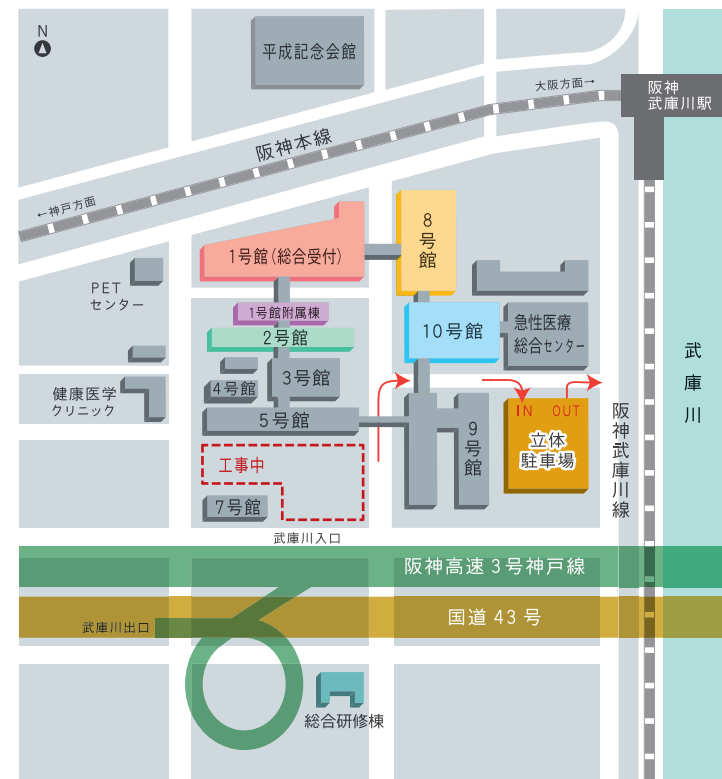 N
平成記念会館
大阪方面→
阪神
武庫川駅
阪神本線
←神戸方面
8号館
1号館(総合受付)
PET
センター
1号館附属棟
2号館
10号館
急性医療
総合センター
武庫川
3号館
4号館
健康医学
クリニック
5号館
9号館
IN OUT
立体
駐車場
阪神武庫川線
工事中
7号館
武庫川入口
阪神高速3号神戸線
国道43号
武庫川出口
総合研修棟